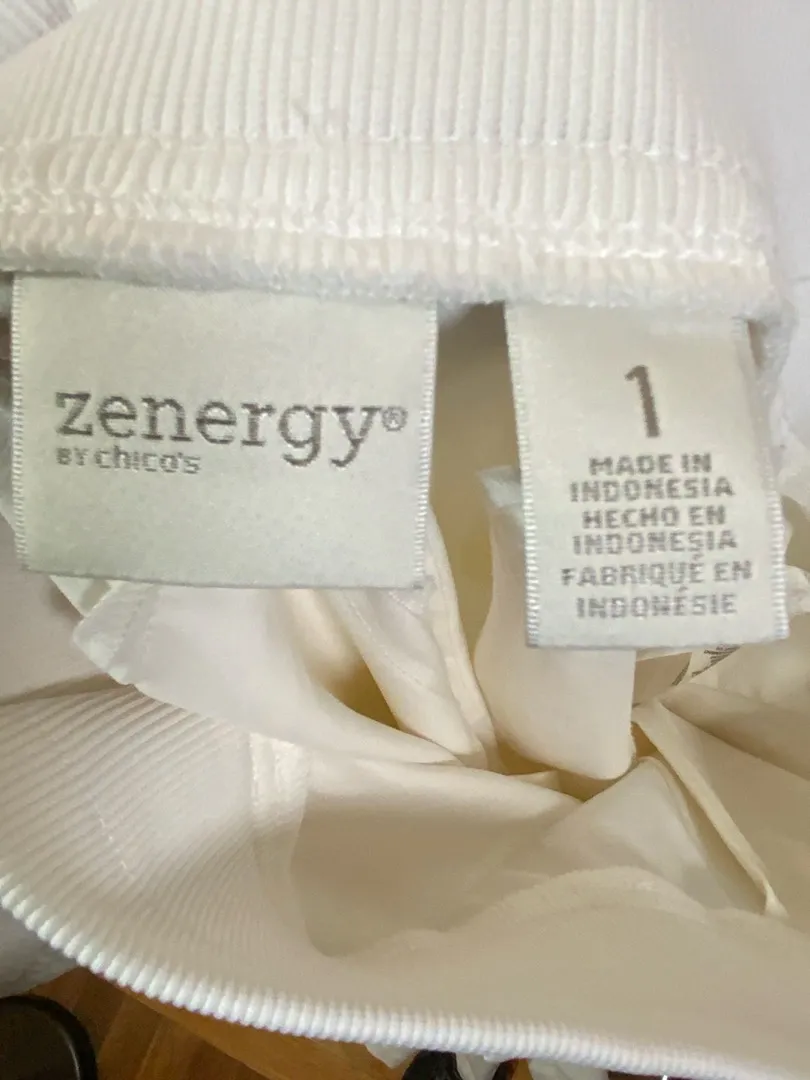 zenergy®
BY chico's
1
MADE IN
INDONESIA
HECHO EN
INDONESIA
FABRIQUÉ EN
INDONÉSIE